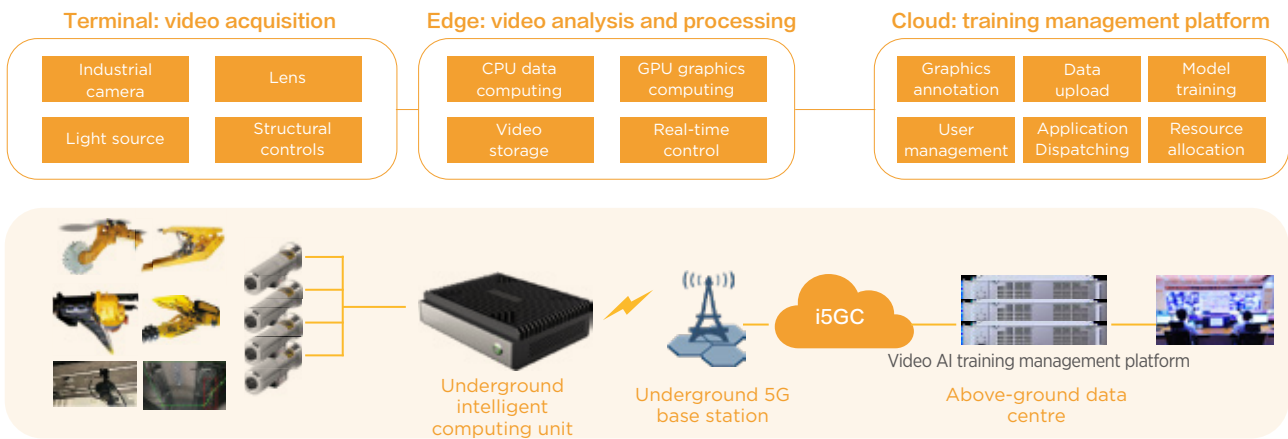 Terminal: video acquisition
Industrial
camera
Lens
Light source
Structural
controls
Edge: video analysis and processing
CPU data
computing
GPU graphics
computing
Video
storage
Real-time
control
Cloud: training management platform
Graphics
annotation
Data
upload
Model
training
User
management
Application
Dispatching
Resource
allocation
Underground
intelligent
computing unit
Underground 5G
base station
i5GC
Video AI training management platform
Above-ground data
centre